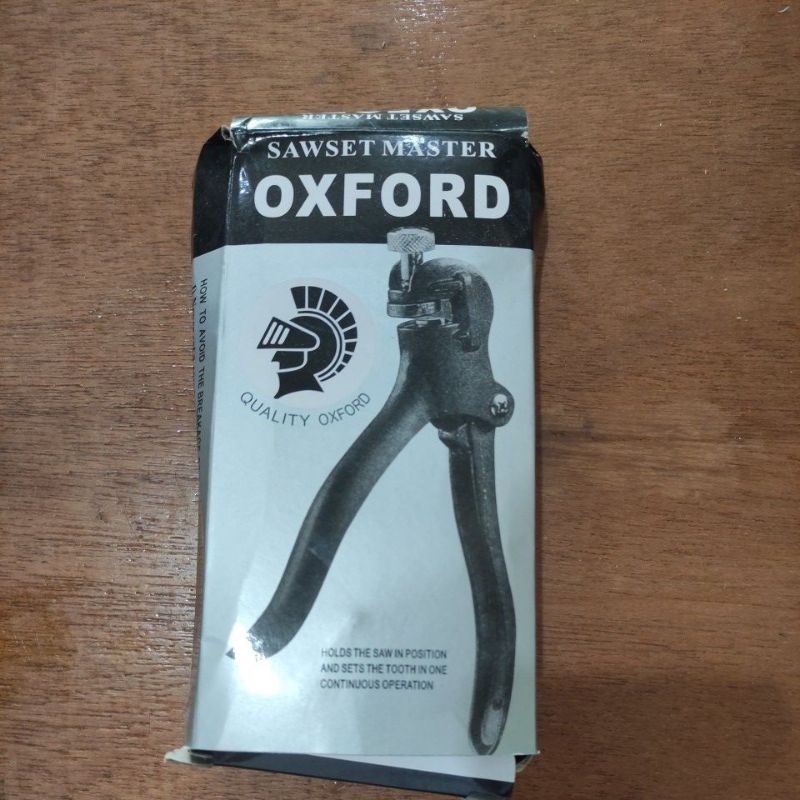 SAWSET MASTER
SAWSET MASTER
OXFORD
QUALITY OXFORD
HOW TO AVOID THE BREAKAGE
HOLDS THE SAW IN POSITION
AND SETS THE TOOTH IN ONE
CONTINUOUS OPERATION